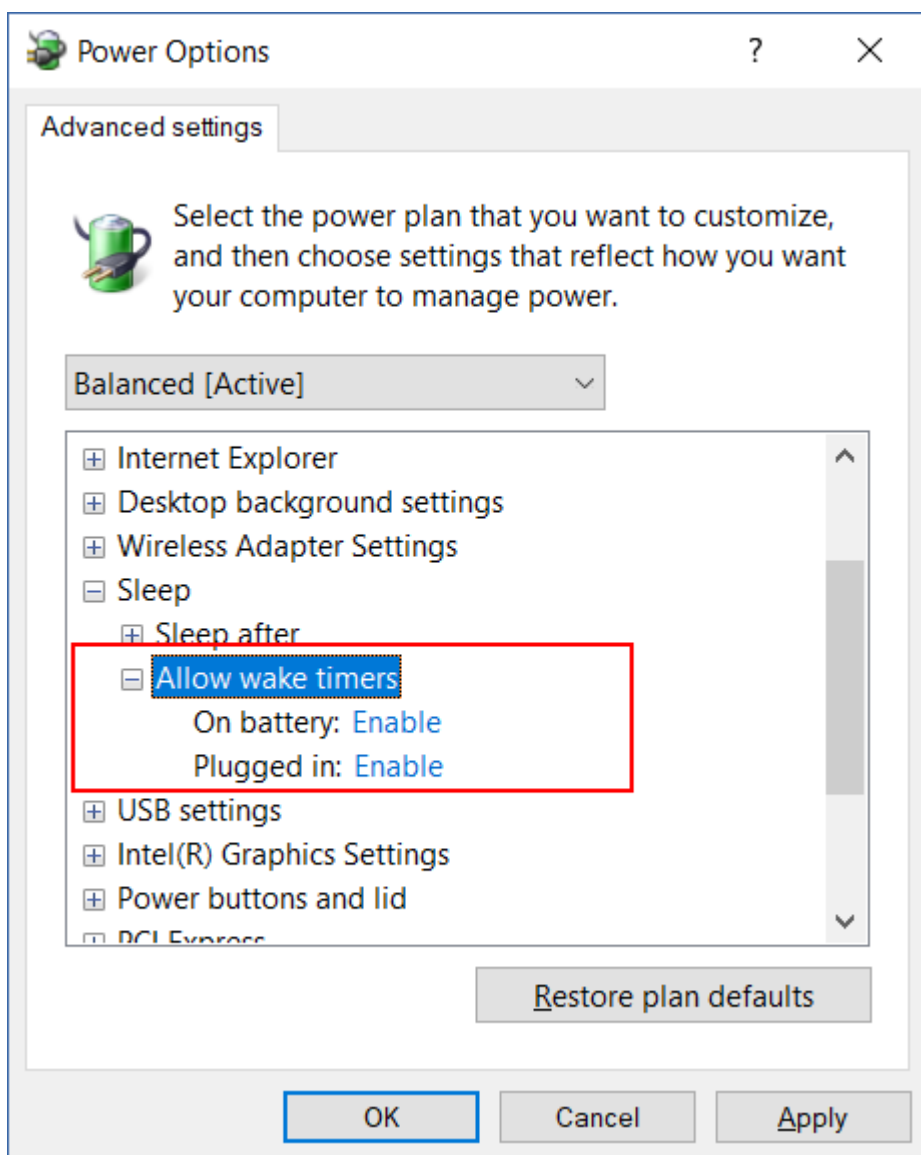 Power Options
?
Advanced settings
Select the power plan that you want to customize,
and then choose settings that reflect how you want
your computer to manage power.
Balanced [Active]
Internet Explorer
Desktop background settings
Wireless Adapter Settings
Sleep
Sleep after
Allow wake timers
On battery: Enable
Plugged in: Enable
USB settings
Intel(R) Graphics Settings
Power buttons and lid
PCI Express
Restore plan defaults
OK Cancel Apply